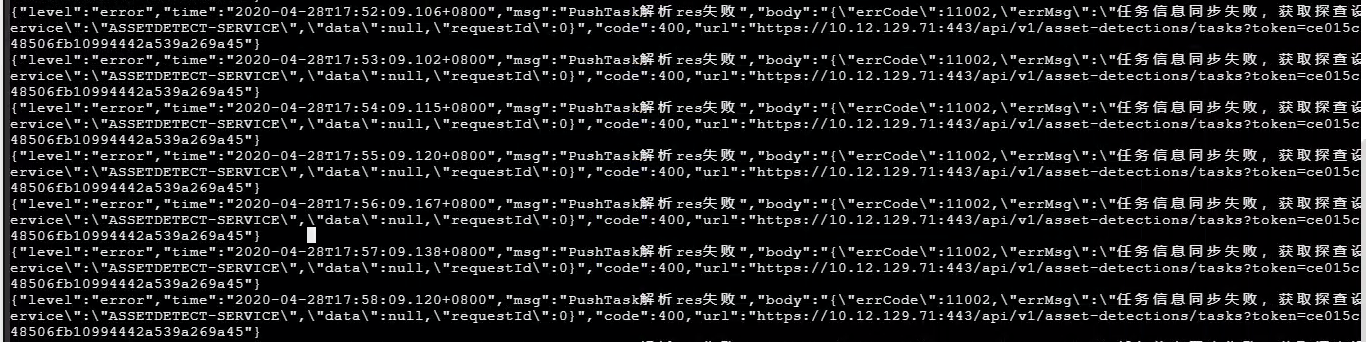 {"level":"error","time":"2020-04-28T17:52:09.106+0800","msg":"PushTask解析res失败","body":"{\"errCode\":11002,\"errMsg\":\"任务信息同步失败，获取探查设
ervice\":\"ASSETDETECT-SERVICE\",\"data\":null,\"requestId\":0}","code":400,"url":"https://10.12.129.71:443/api/v1/asset-detections/tasks?token=ce015c
48506fb10994442a539a269a45"}
{"level":"error","time":"2020-04-28T17:53:09.102+0800","msg":"PushTask解析res失败","body":"{\"errCode\":11002,\"errMsg\":\"任务信息同步失败，获取探查设
ervice\":\"ASSETDETECT-SERVICE\",\"data\":null,\"requestId\":0}","code":400,"url":"https://10.12.129.71:443/api/v1/asset-detections/tasks?token=ce015c
48506fb10994442a539a269a45"}
{"level":"error","time":"2020-04-28T17:54:09.115+0800","msg":"PushTask解析res失败","body":"{\"errCode\":11002,\"errMsg\":\"任务信息同步失败，获取探查设
ervice\":\"ASSETDETECT-SERVICE\",\"data\":null,\"requestId\":0}","code":400,"url":"https://10.12.129.71:443/api/v1/asset-detections/tasks?token=ce015c
48506fb10994442a539a269a45"}
{"level":"error","time":"2020-04-28T17:55:09.120+0800","msg":"PushTask解析res失败","body":"{\"errCode\":11002,\"errMsg\":\"任务信息同步失败，获取探查设
ervice\":\"ASSETDETECT-SERVICE\",\"data\":null,\"requestId\":0}","code":400,"url":"https://10.12.129.71:443/api/v1/asset-detections/tasks?token=ce015c
48506fb10994442a539a269a45"}
{"level":"error","time":"2020-04-28T17:56:09.167+0800","msg":"PushTask解析res失败","body":"{\"errCode\":11002,\"errMsg\":\"任务信息同步失败，获取探查设
ervice\":\"ASSETDETECT-SERVICE\",\"data\":null,\"requestId\":0}","code":400,"url":"https://10.12.129.71:443/api/v1/asset-detections/tasks?token=ce015c
48506fb10994442a539a269a45"}
{"level":"error","time":"2020-04-28T17:57:09.138+0800","msg":"PushTask解析res失败","body":"{\"errCode\":11002,\"errMsg\":\"任务信息同步失败，获取探查设
ervice\":\"ASSETDETECT-SERVICE\",\"data\":null,\"requestId\":0}","code":400,"url":"https://10.12.129.71:443/api/v1/asset-detections/tasks?token=ce015c
48506fb10994442a539a269a45"}
{"level":"error","time":"2020-04-28T17:58:09.120+0800","msg":"PushTask解析res失败","body":"{\"errCode\":11002,\"errMsg\":\"任务信息同步失败，获取探查设
ervice\":\"ASSETDETECT-SERVICE\",\"data\":null,\"requestId\":0}","code":400,"url":"https://10.12.129.71:443/api/v1/asset-detections/tasks?token=ce015c
48506fb10994442a539a269a45"}